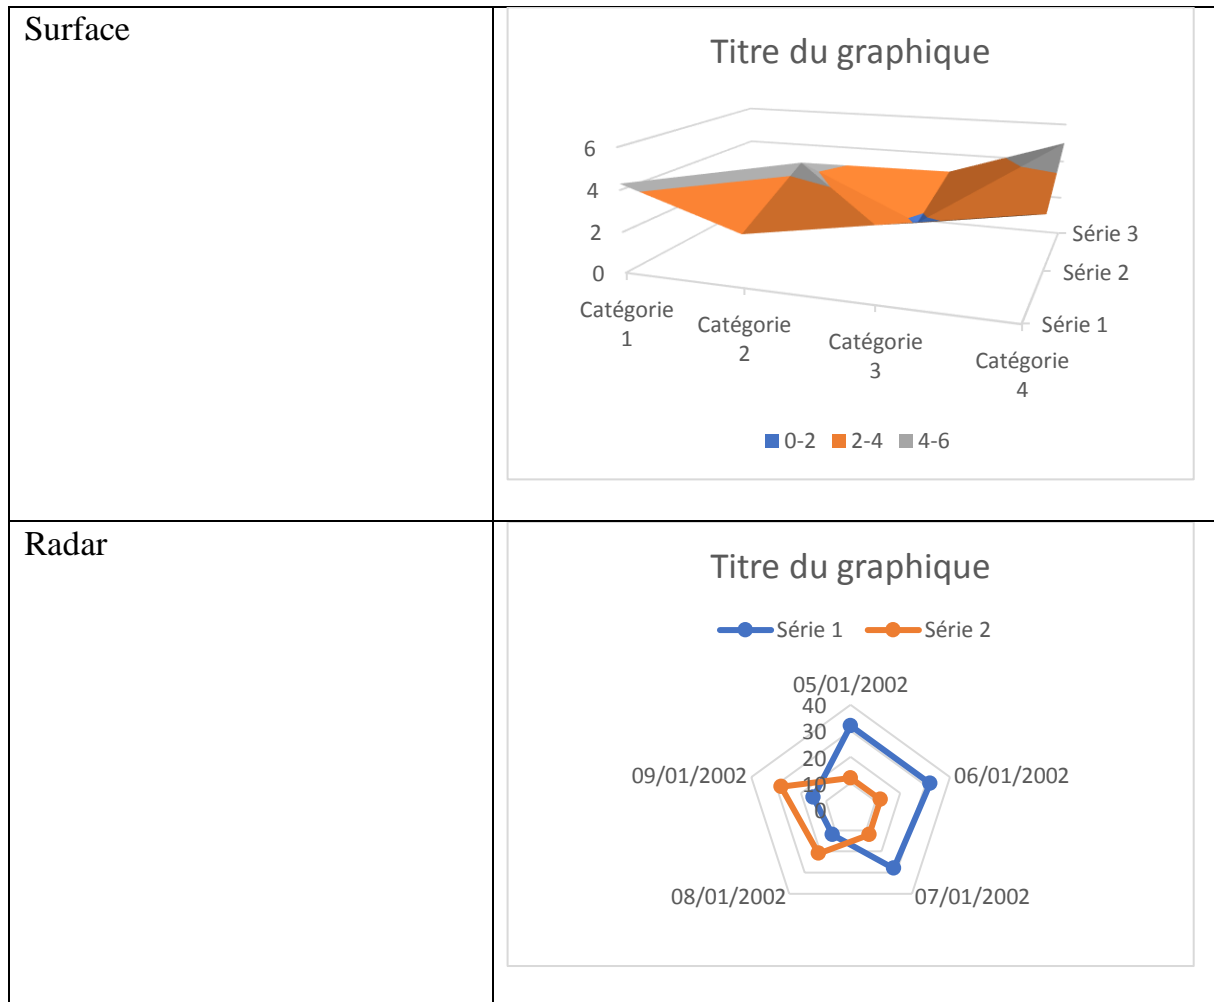 Surface
Titre du graphique
6
4
2
0
Catégorie
1
Catégorie
2
Catégorie
3
Catégorie
4
Série 3
Série 2
Série 1
0-2 2-4 4-6
Radar
Titre du graphique
Série 1 Série 2
05/01/2002
40
30
20
10
0
09/01/2002 06/01/2002
08/01/2002 07/01/2002